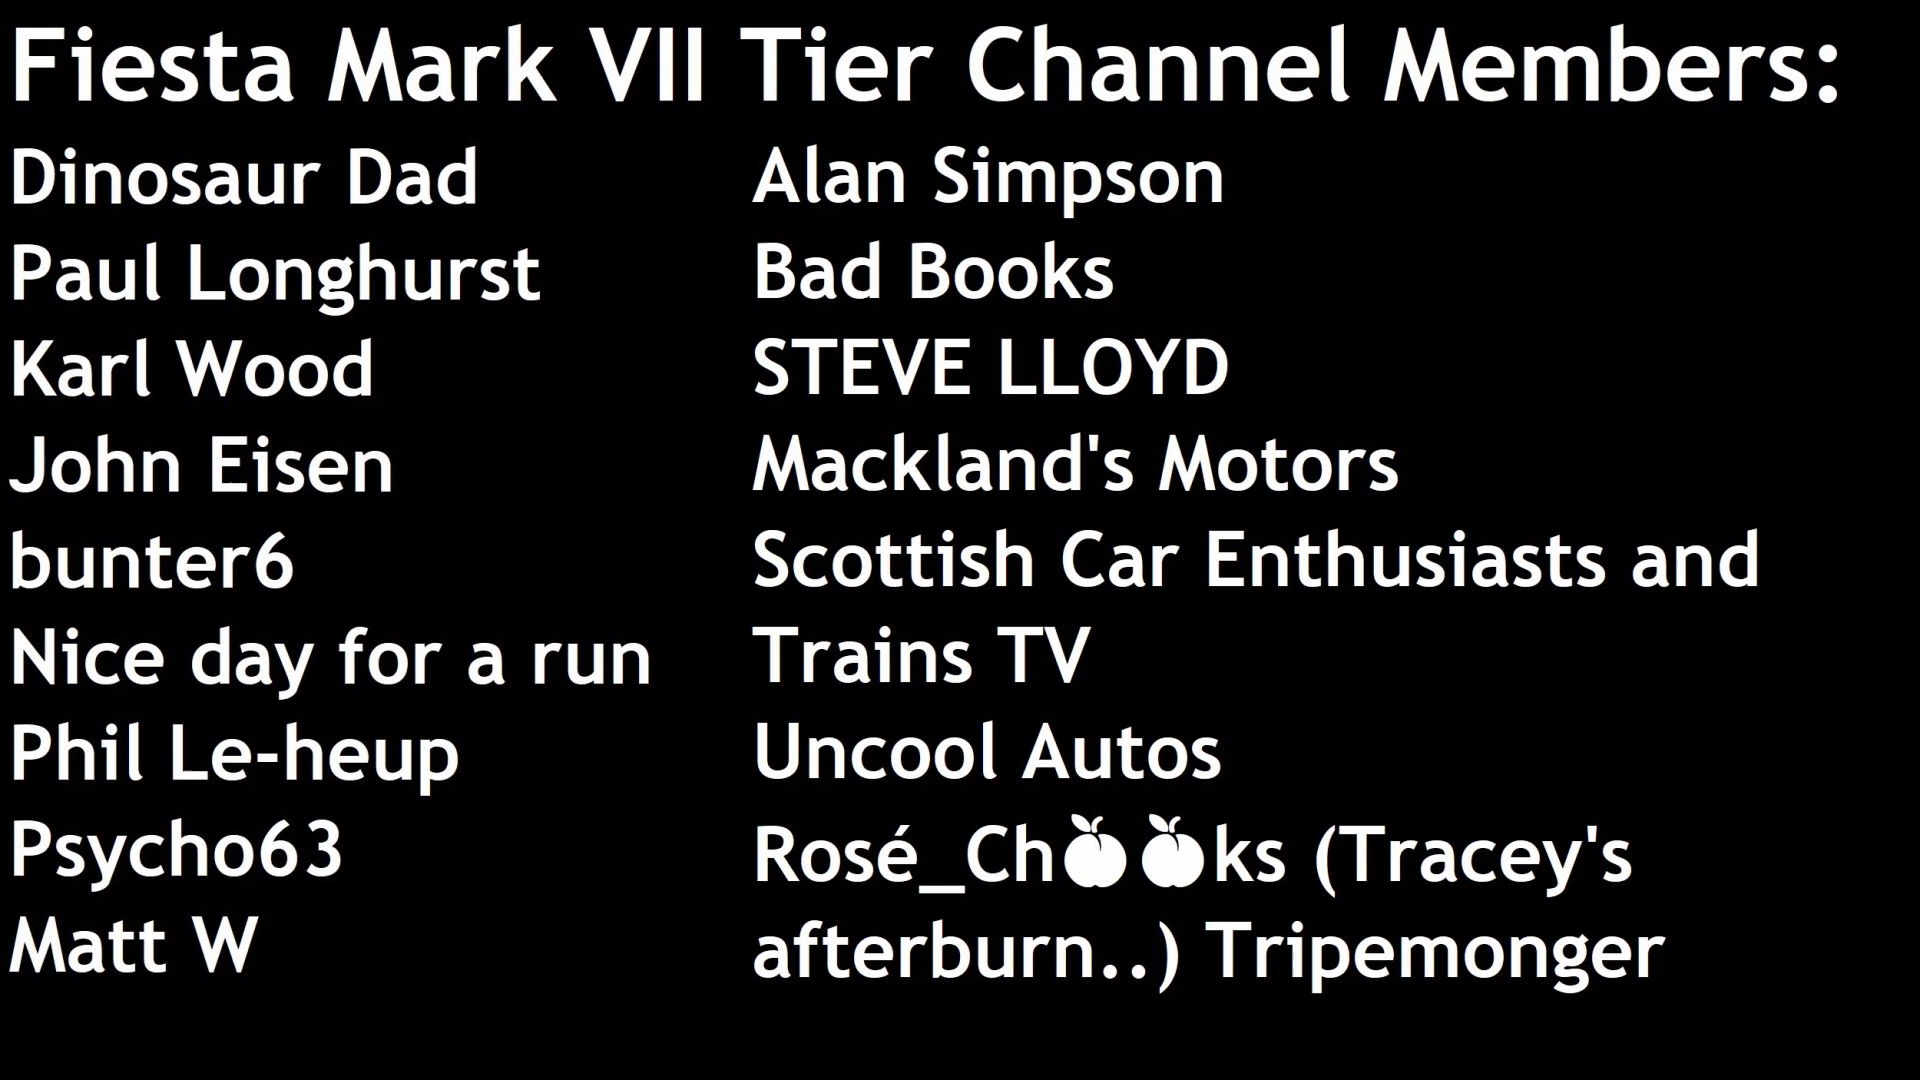 Fiesta Mark VII Tier Channel Members:
Dinosaur Dad
Paul Longhurst
Karl Wood
John Eisen
bunter6
Nice day for a run
Phil Le-heup
Psycho63
Matt W
Alan Simpson
Bad Books
STEVE LLOYD
Mackland's Motors
Scottish Car Enthusiasts and
Trains TV
Uncool Autos
Rosé_Ch🍑🍑ks (Tracey's
afterburn..) Tripemonger